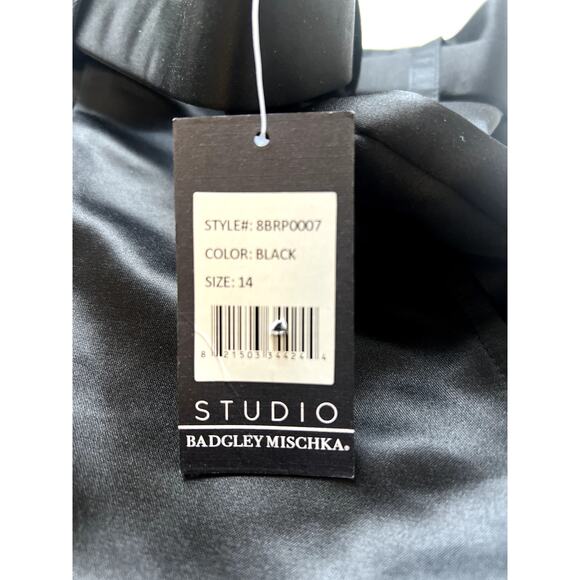 STYLE#: 8BRP0007
COLOR: BLACK
SIZE: 14
8 21503 34424 4
STUDIO
BADGLEY MISCHKA®